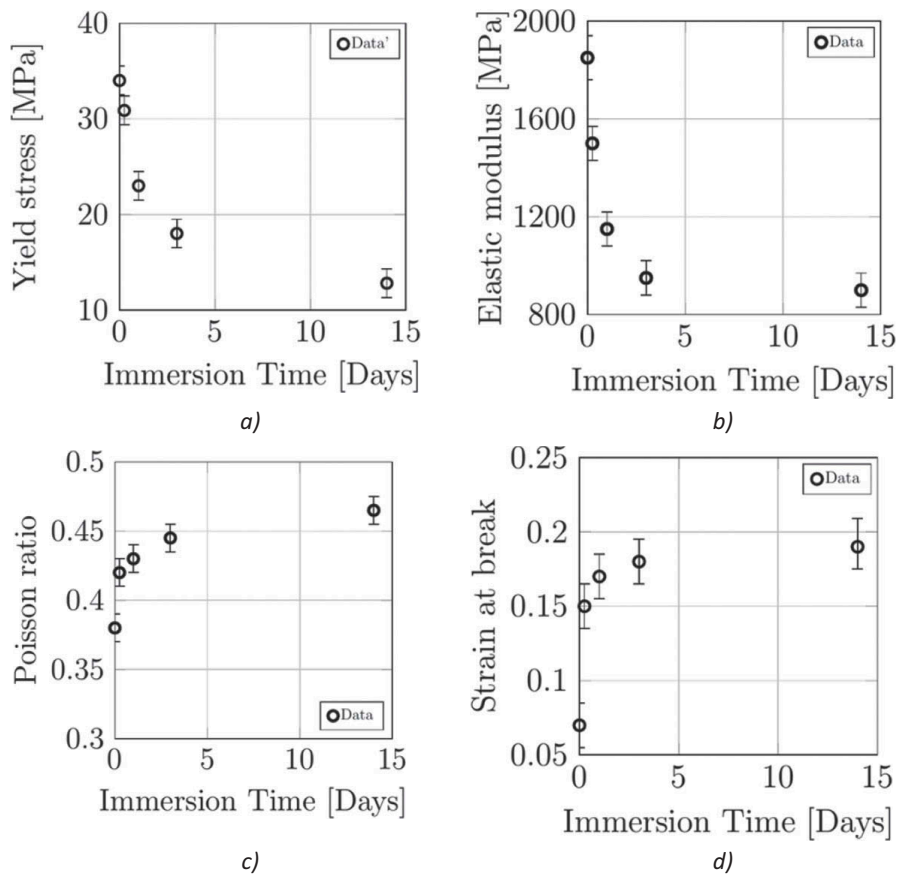 Yield stress [MPa]
40
30
20
10
0 5 10 15
Immersion Time [Days]
Data'
a)
Elastic modulus [MPa]
2000
1600
1200
800
0 5 10 15
Immersion Time [Days]
Data
b)
Poisson ratio
0.5
0.45
0.4
0.35
0.3
0 5 10 15
Immersion Time [Days]
Data
c)
Strain at break
0.25
0.2
0.15
0.1
0.05
0 5 10 15
Immersion Time [Days]
Data
d)